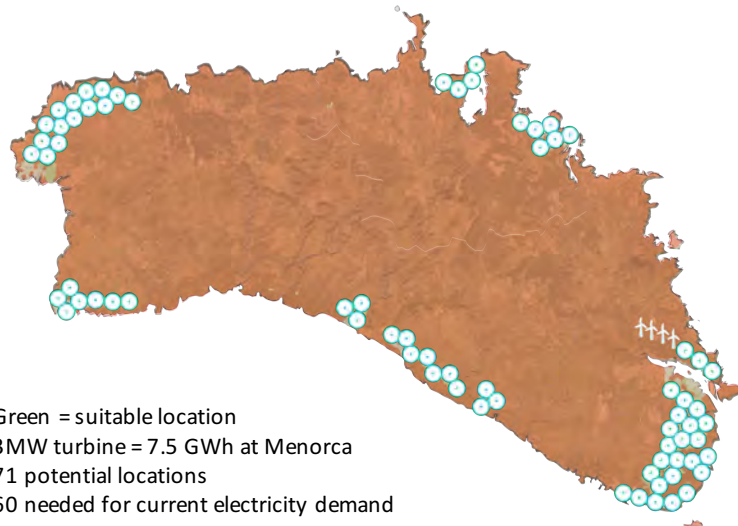 Green = suitable location
3MW turbine = 7.5 GWh at Menorca
71 potential locations
60 needed for current electricity demand